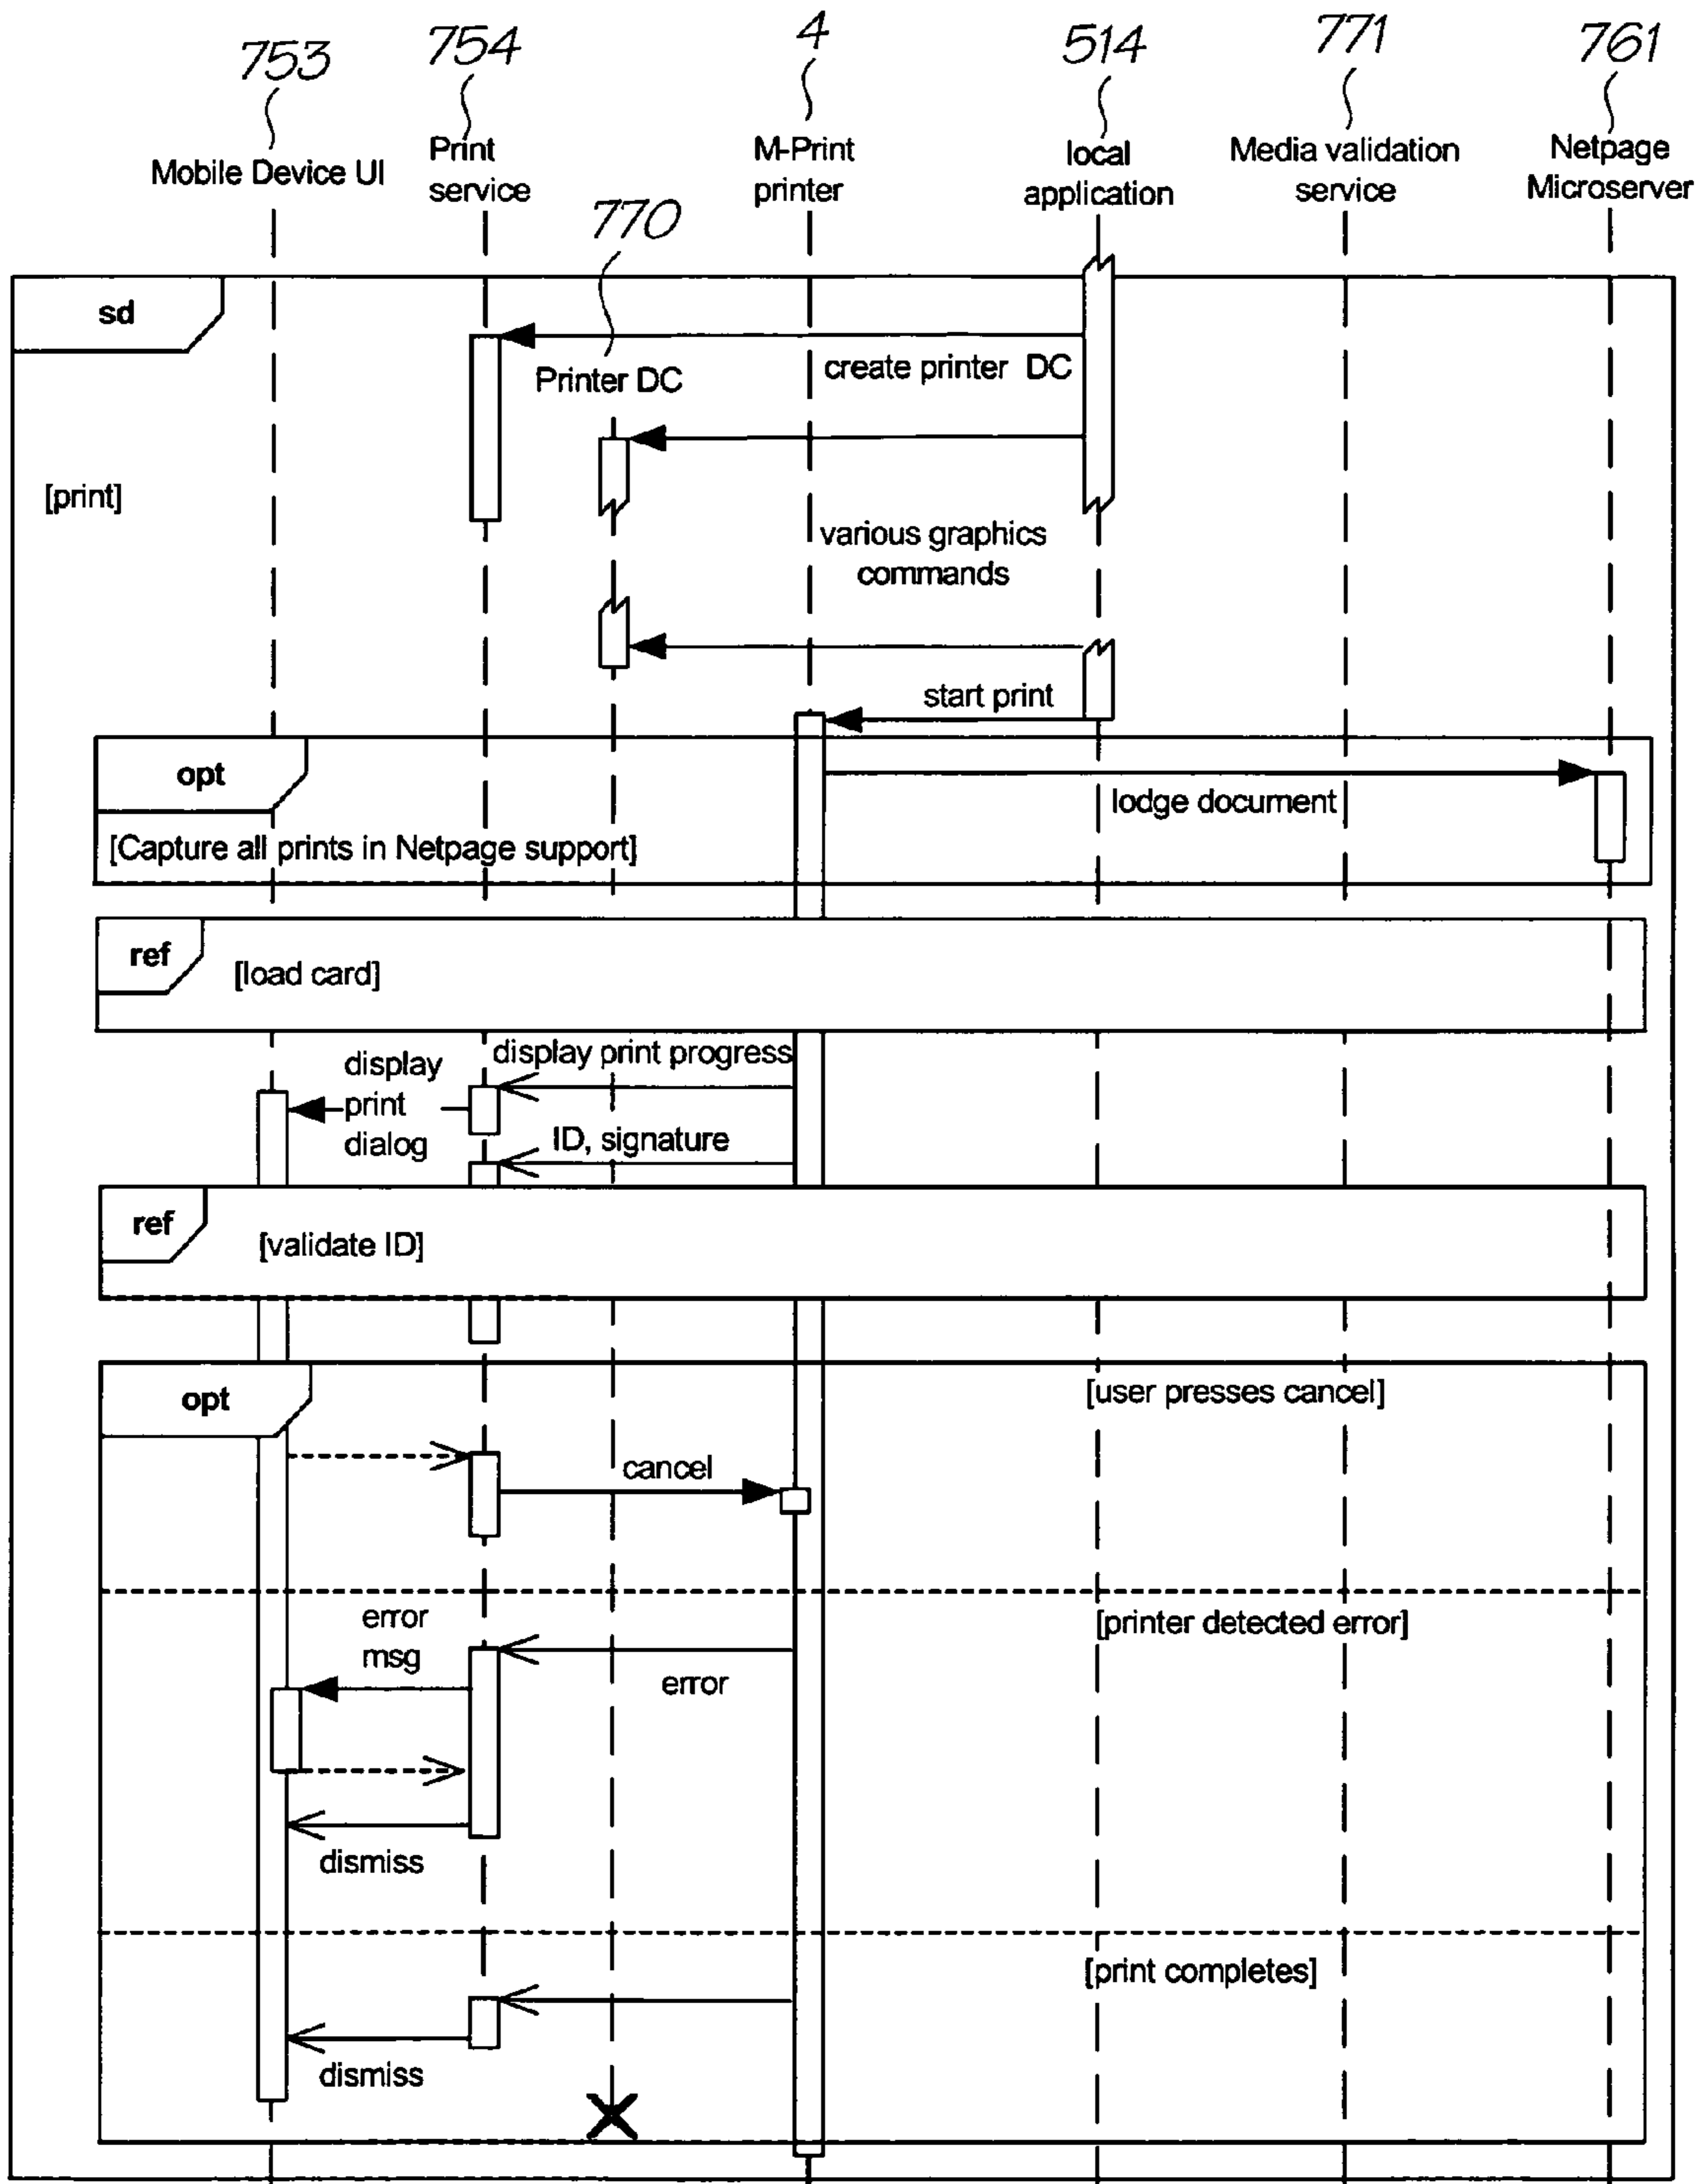 753
754
4
514
771
761
Mobile Device UI
Print
service
M-Print
printer
local
application
Media validation
service
Netpage
Microserver
770
sd
Printer DC
create printer DC
[print]
various graphics
commands
start print
opt
lodge document
[Capture all prints in Netpage support]
ref
[load card]
display
print
dialog
display print progress
ID, signature
ref
[validate ID]
opt
[user presses cancel]
cancel
error
msg
[printer detected error]
error
dismiss
[print completes]
dismiss